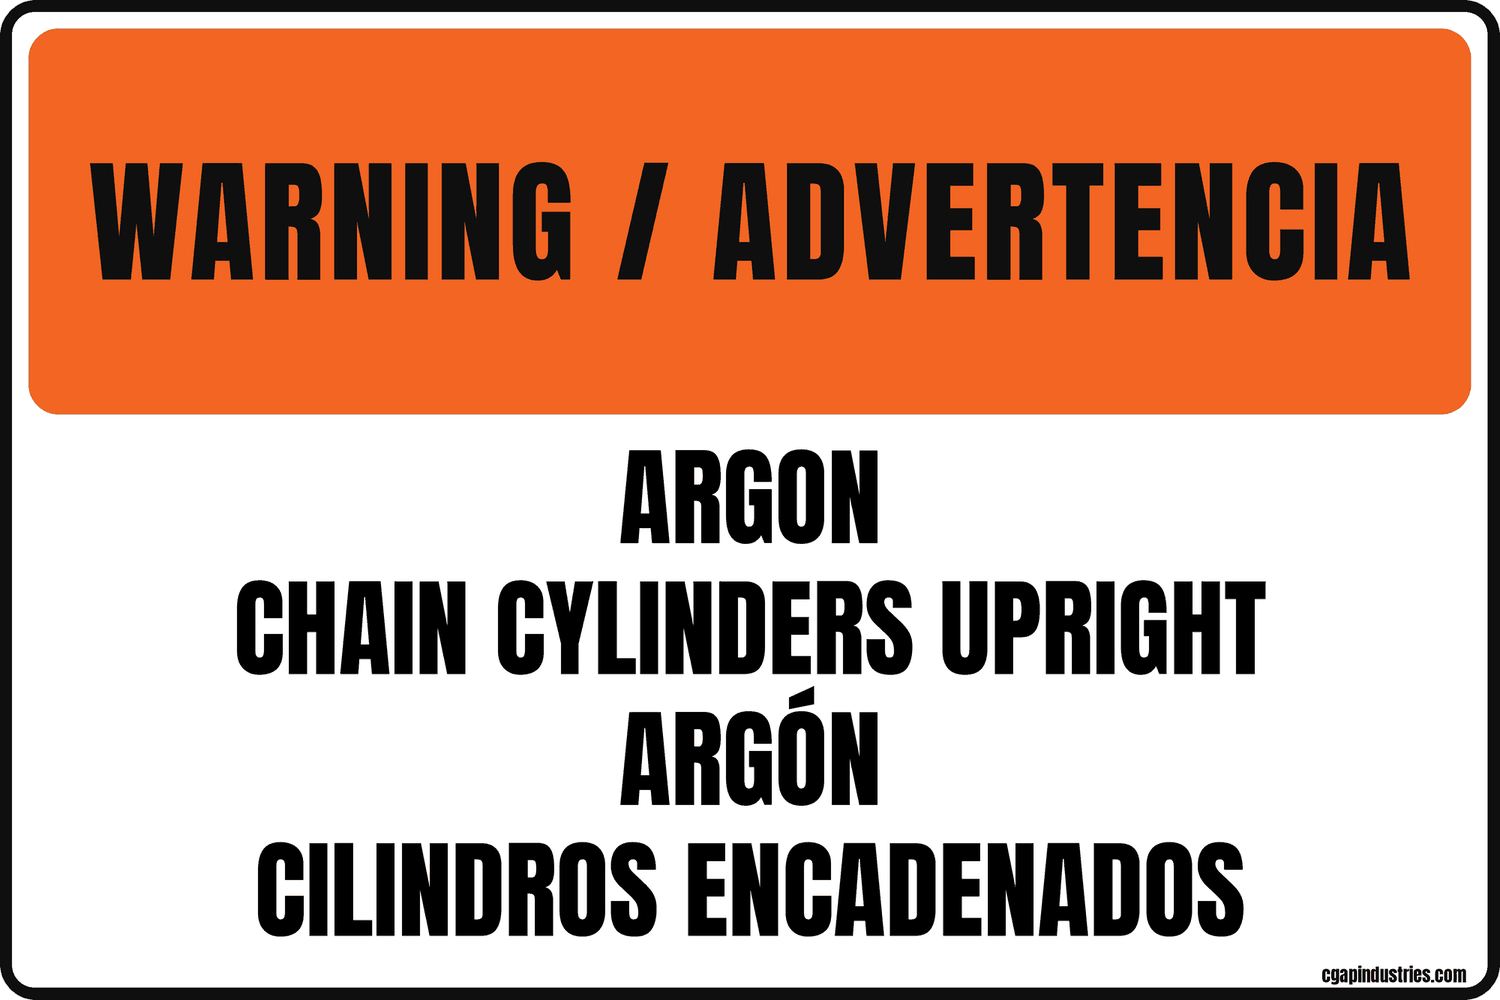 WARNING / ADVERTENCIA
ARGON
CHAIN CYLINDERS UPRIGHT
ARGÓN
CILINDROS ENCADENADOS
cgapindustries.com